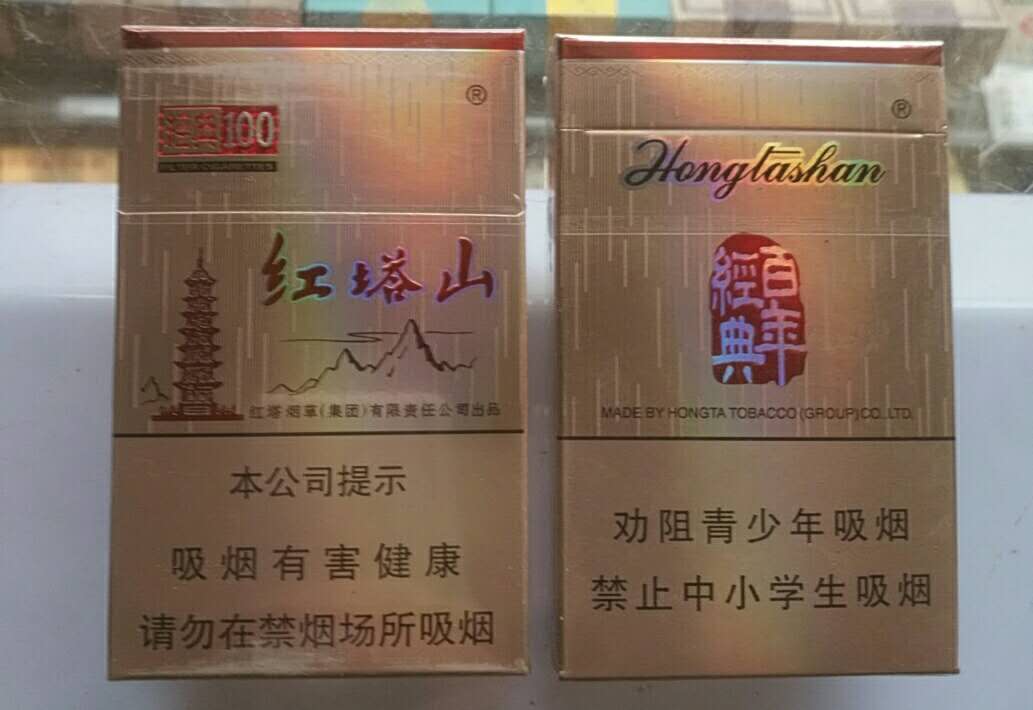 ®
经典100
红塔山
红塔烟草(集团)有限责任公司出品
本公司提示
吸烟有害健康
请勿在禁烟场所吸烟
®
Hongtashan
百年
經典
MADE BY HONGTA TOBACCO (GROUP)CO.,LTD.
劝阻青少年吸烟
禁止中小学生吸烟